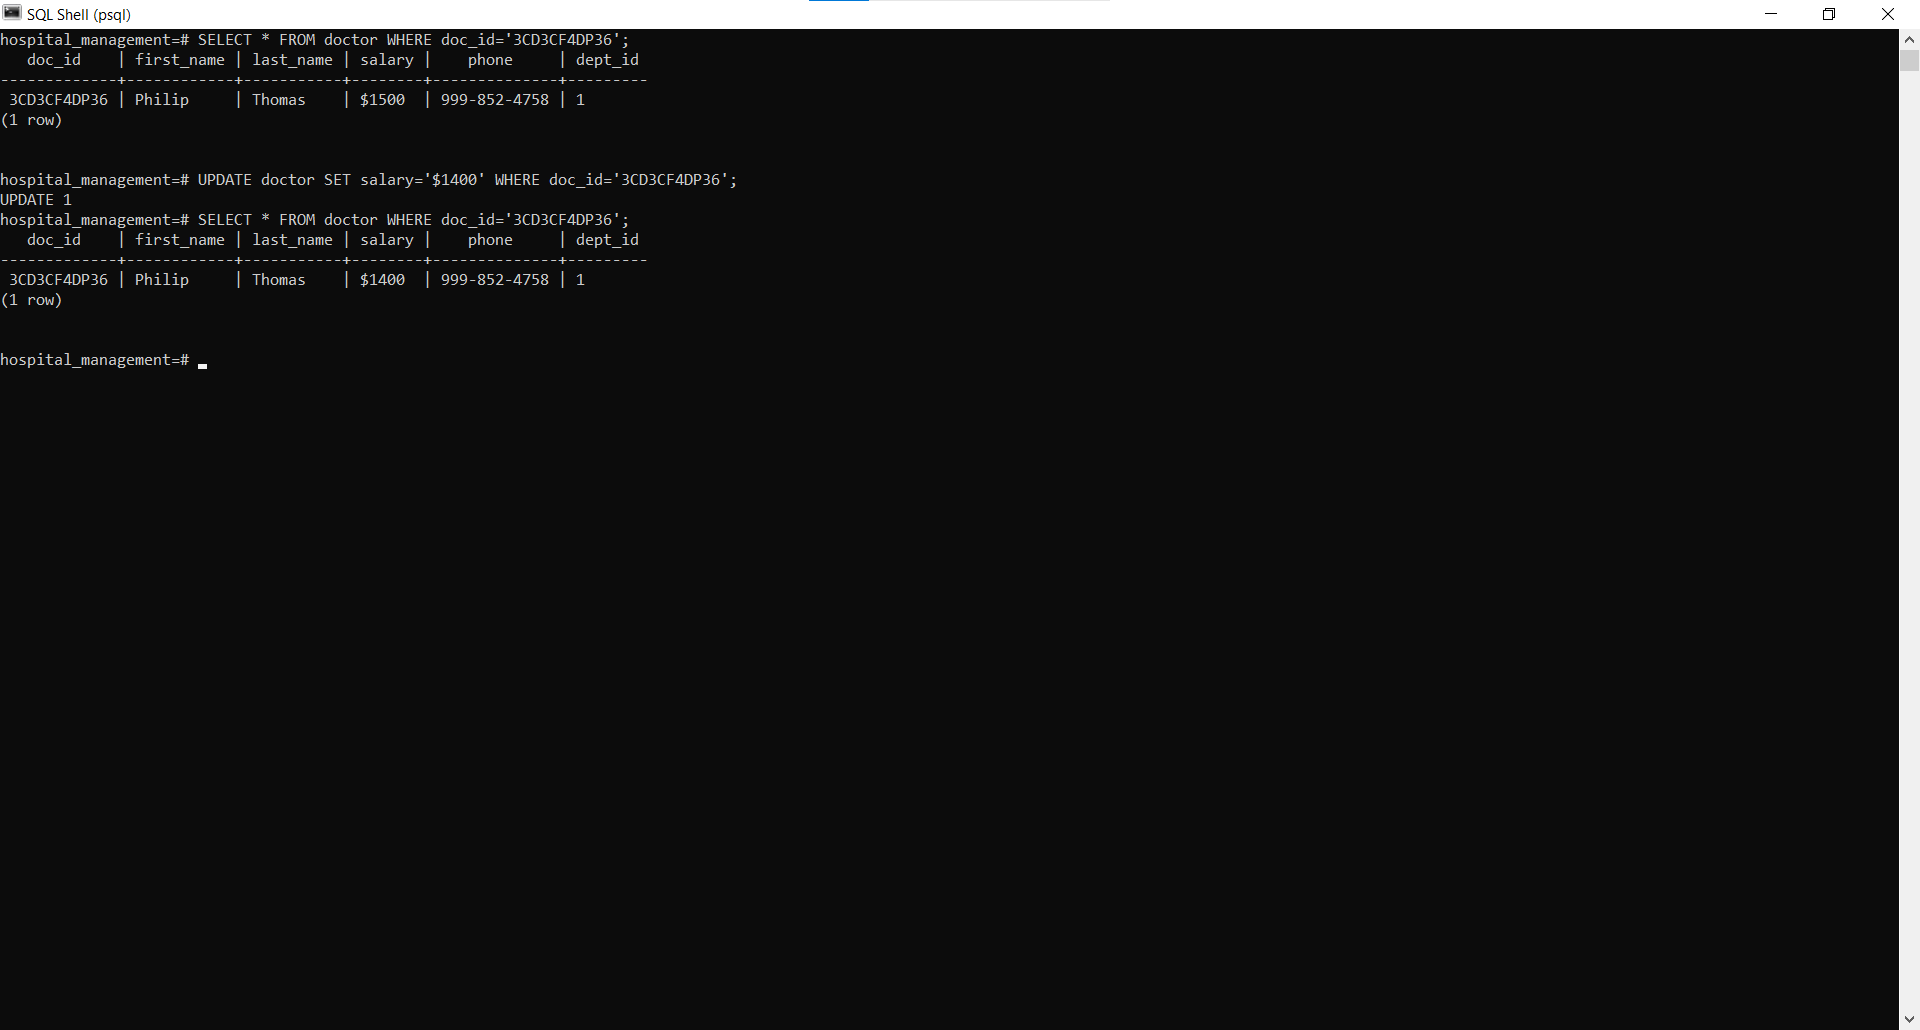 SQL Shell (psql)
hospital_management=# SELECT * FROM doctor WHERE doc_id='3CD3CF4DP36';
   doc_id    | first_name | last_name | salary |    phone     | dept_id
-------------+------------+-----------+--------+--------------+---------
 3CD3CF4DP36 | Philip     | Thomas    | $1500  | 999-852-4758 | 1
(1 row)
hospital_management=# UPDATE doctor SET salary='$1400' WHERE doc_id='3CD3CF4DP36';
UPDATE 1
hospital_management=# SELECT * FROM doctor WHERE doc_id='3CD3CF4DP36';
   doc_id    | first_name | last_name | salary |    phone     | dept_id
-------------+------------+-----------+--------+--------------+---------
 3CD3CF4DP36 | Philip     | Thomas    | $1400  | 999-852-4758 | 1
(1 row)
hospital_management=#